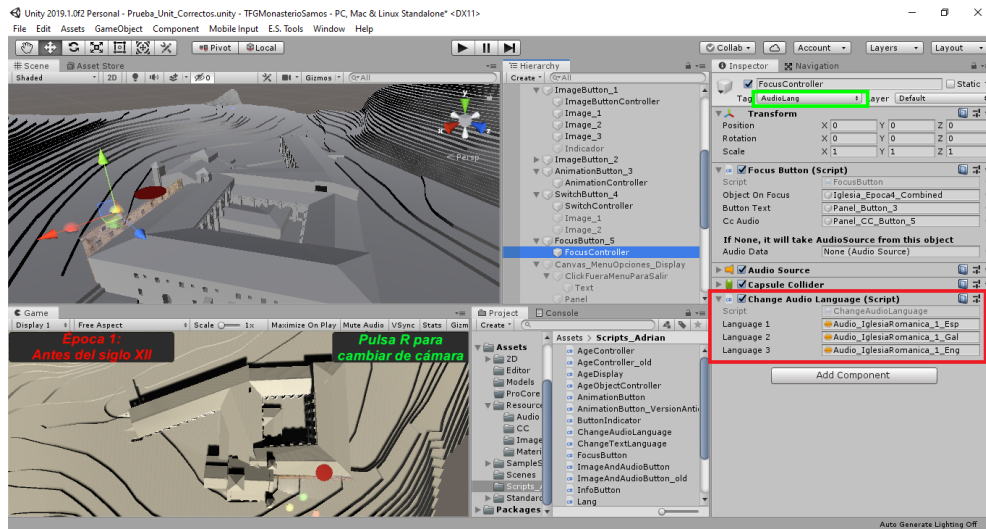 Unity 2019.1.0f2 Personal - Prueba_Unit_Correctos.unity - TFGMonasterioSamos - PC, Mac & Linux Standalone* <DX11>
File Edit Assets GameObject Component Mobile Input E.S. Tools Window Help
Pivot Local Collab Account Layers Layout
Scene Asset Store
Shaded 2D 0 Gizmos All
Persp
Hierarchy
Create All
ImageButton_1
ImageButtonController
Image_1
Image_2
Image_3
Indicador
ImageButton_2
AnimationButton_3
AnimationController
SwitchButton_4
SwitchController
Image_1
Image_2
FocusButton_5
FocusController
Canvas_MenuOpciones_Display
ClickFueraMenuParaSalir
Text
Panel
Inspector Navigation
FocusController Static
Tag AudioLang Layer Default
Transform
Position X 0 Y 0 Z 0
Rotation X 0 Y 0 Z 0
Scale X 1 Y 1 Z 1
Focus Button (Script)
Script FocusButton
Object On Focus Iglesia_Epoca4_Combined
Button Text Panel_Button_3
Cc Audio Panel_CC_Button_5
If None, it will take AudioSource from this object
Audio Data None (Audio Source)
Audio Source
Capsule Collider
Change Audio Language (Script)
Script ChangeAudioLanguage
Language 1 Audio_IglesiaRomanica_1_Esp
Language 2 Audio_IglesiaRomanica_1_Gal
Language 3 Audio_IglesiaRomanica_1_Eng
Add Component
Game
Display 1 Free Aspect Scale 1x Maximize On Play Mute Audio VSync Stats Gizm
Época 1:
Antes del siglo XII
Pulsa R para
cambiar de cámara
Project Console
Create
Assets
2D
Editor
Models
ProCore
Resource
Audio
CC
Image
Materi
SampleS
Scenes
Scripts_
Standard
Packages
Assets > Scripts_Adrian
AgeController
AgeController_old
AgeDisplay
AgeObjectController
AnimationButton
AnimationButton_VersionAnti
ButtonIndicator
ChangeAudioLanguage
ChangeTextLanguage
FocusButton
ImageAndAudioButton
ImageAndAudioButton_old
InfoButton
Lang
Auto Generate Lighting Off